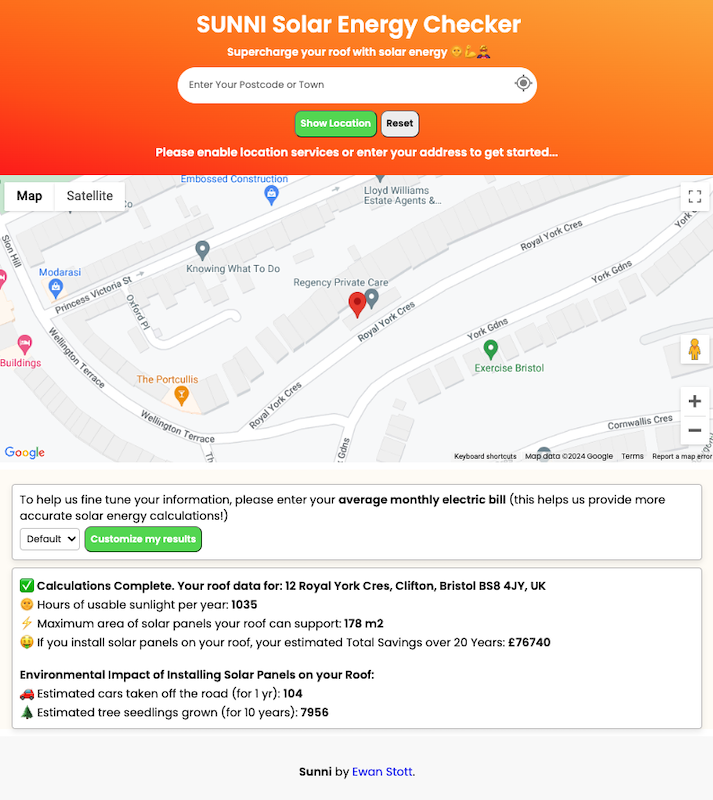 SUNNI Solar Energy Checker
Supercharge your roof with solar energy 🌞💪🦸
Enter Your Postcode or Town
Show Location
Reset
Please enable location services or enter your address to get started...
Map
Satellite
Co
Embossed Construction
Lloyd Williams
Estate Agents &...
Sion Hill
Knowing What To Do
Royal York Cres
York Gdns
Modarasi
Princess Victoria St
Regency Private Care
Oxford Pl
Royal York Cres
York Gdns
Buildings
Wellington Terrace
Exercise Bristol
The Portcullis
Royal York Cres
Wellington Terrace
Cornwallis Cres
Gdns
Th
Google
Keyboard shortcuts
Map data ©2024 Google
Terms
Report a map error
To help us fine tune your information, please enter your average monthly electric bill (this helps us provide more
accurate solar energy calculations!)
Default
Customize my results
✅ Calculations Complete. Your roof data for: 12 Royal York Cres, Clifton, Bristol BS8 4JY, UK
🌞 Hours of usable sunlight per year: 1035
⚡ Maximum area of solar panels your roof can support: 178 m2
🤑 If you install solar panels on your roof, your estimated Total Savings over 20 Years: £76740
Environmental Impact of Installing Solar Panels on your Roof:
🚗 Estimated cars taken off the road (for 1 yr): 104
🌲 Estimated tree seedlings grown (for 10 years): 7956
Sunni by Ewan Stott.